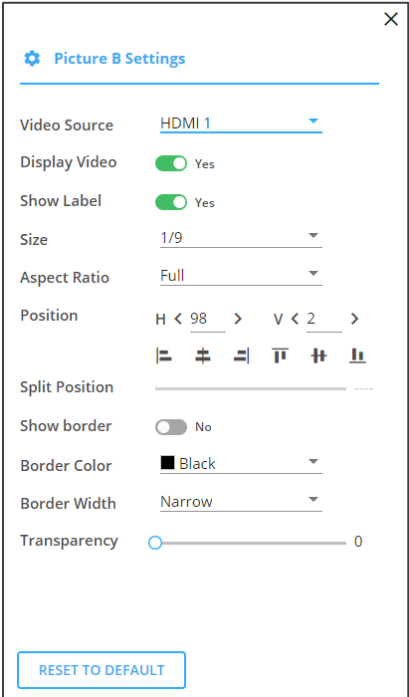 Picture B Settings
Video Source HDMI 1
Display Video Yes
Show Label Yes
Size 1/9
Aspect Ratio Full
Position H < 98 > V < 2 >
Split Position ----
Show border No
Border Color Black
Border Width Narrow
Transparency 0
RESET TO DEFAULT